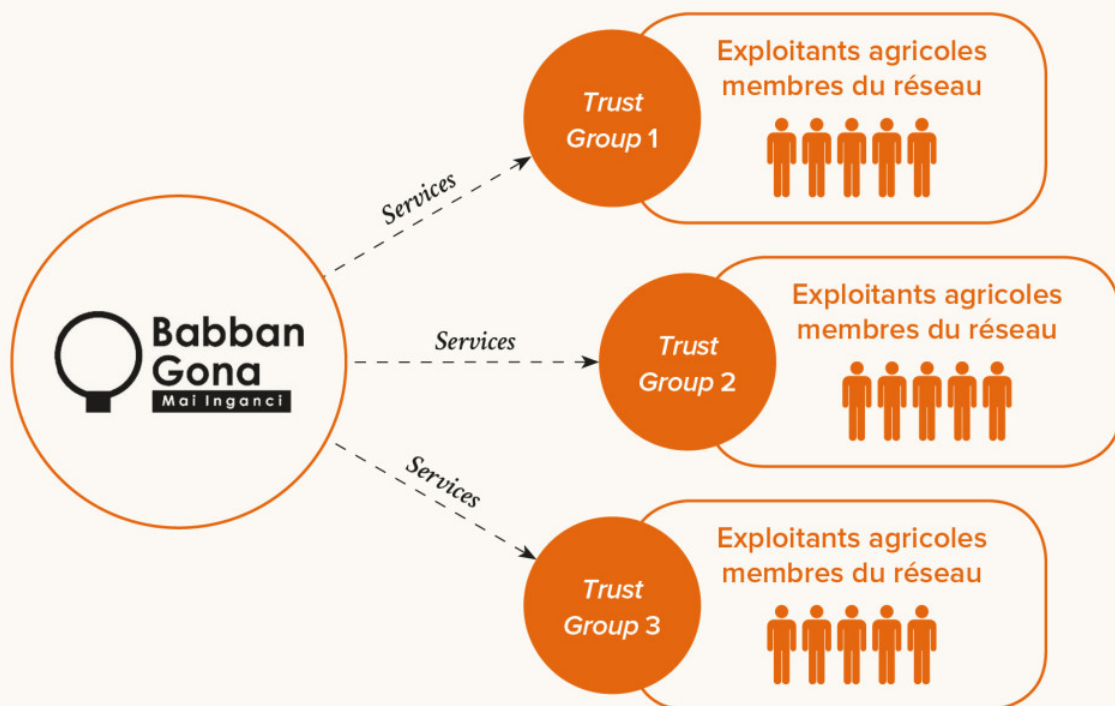 Babban
Gona
Mai Inganci
Services
Trust
Group 1
Exploitants agricoles
membres du réseau
Services
Trust
Group 2
Exploitants agricoles
membres du réseau
Services
Trust
Group 3
Exploitants agricoles
membres du réseau